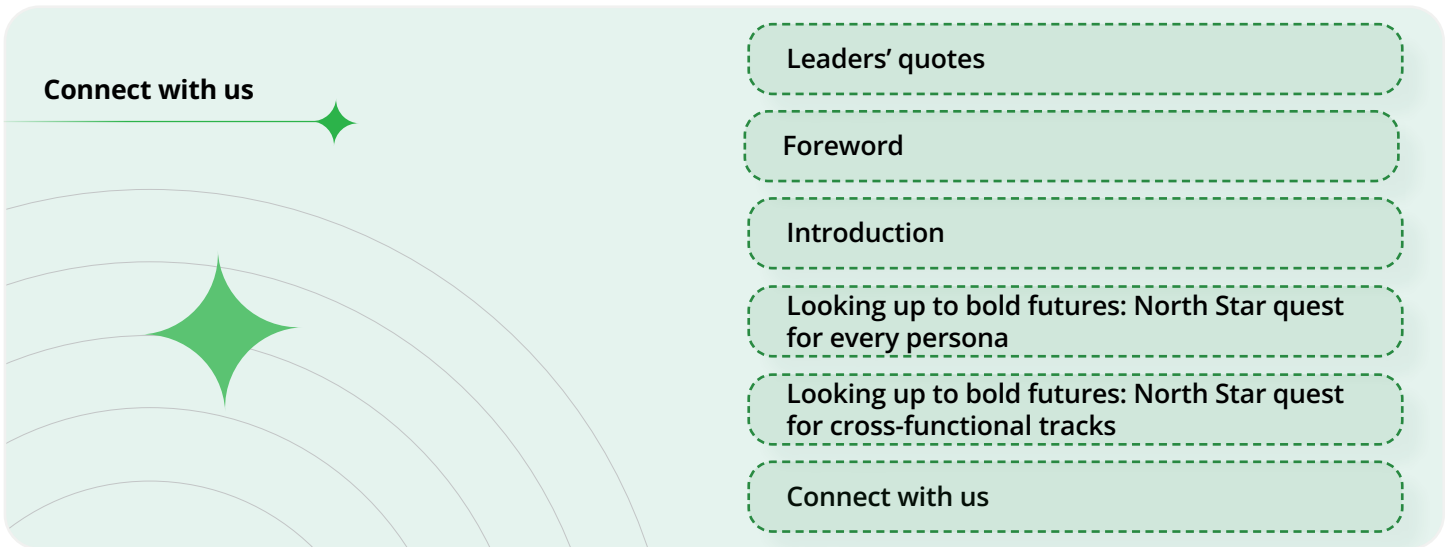 Connect with us
Leaders’ quotes
Foreword
Introduction
Looking up to bold futures: North Star quest
for every persona
Looking up to bold futures: North Star quest
for cross-functional tracks
Connect with us